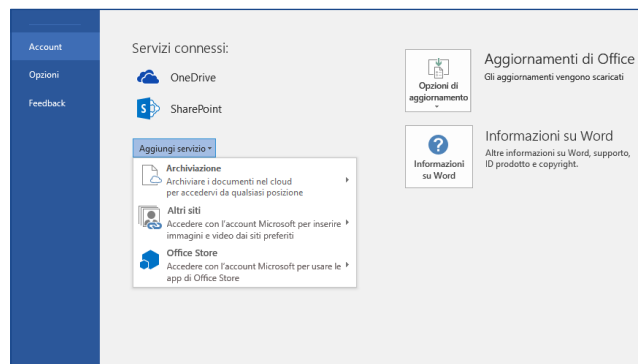 Account
Opzioni
Feedback
Servizi connessi:
OneDrive
SharePoint
Aggiungi servizio
Archiviazione
Archiviare i documenti nel cloud
per accedervi da qualsiasi posizione
Altri siti
Accedere con l'account Microsoft per inserire
immagini e video dai siti preferiti
Office Store
Accedere con l'account Microsoft per usare le
app di Office Store
Opzioni di
aggiornamento
Aggiornamenti di Office
Gli aggiornamenti vengono scaricati
Informazioni
su Word
Informazioni su Word
Altre informazioni su Word, supporto,
ID prodotto e copyright.